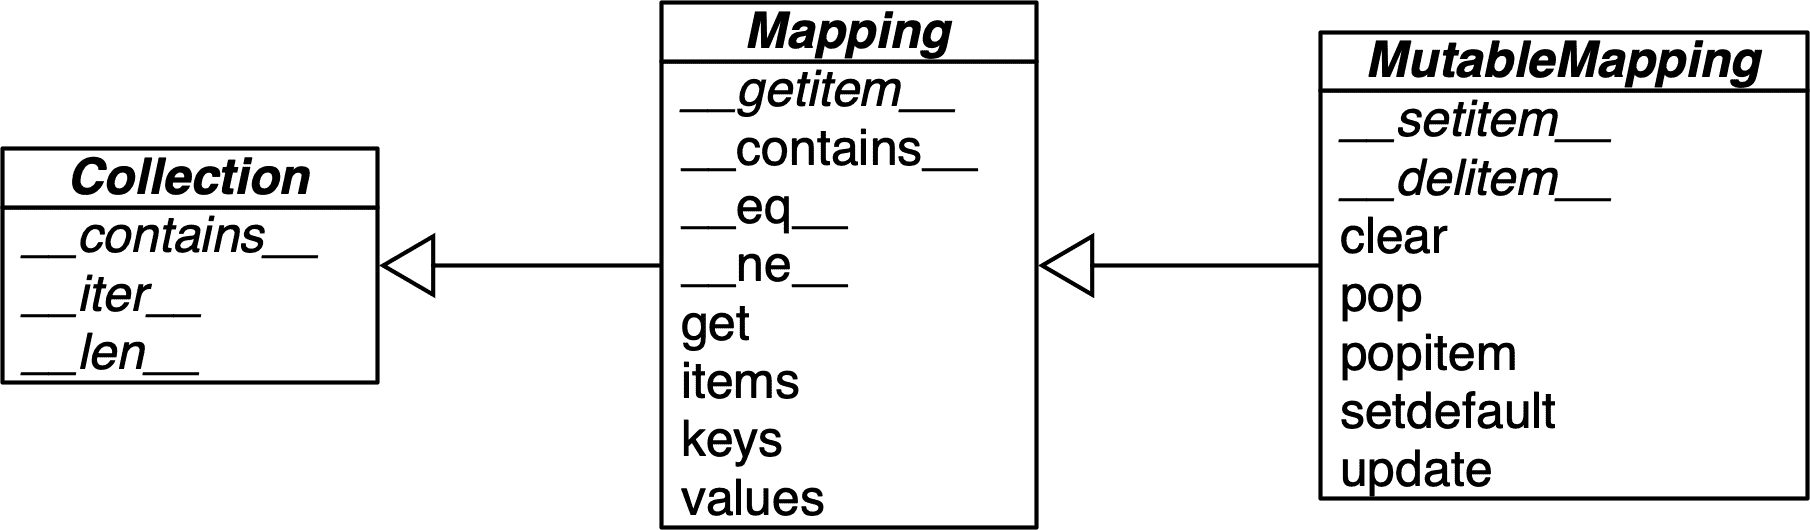 Collection
__contains__
__iter__
__len__
Mapping
__getitem__
__contains__
__eq__
__ne__
get
items
keys
values
MutableMapping
__setitem__
__delitem__
clear
pop
popitem
setdefault
update